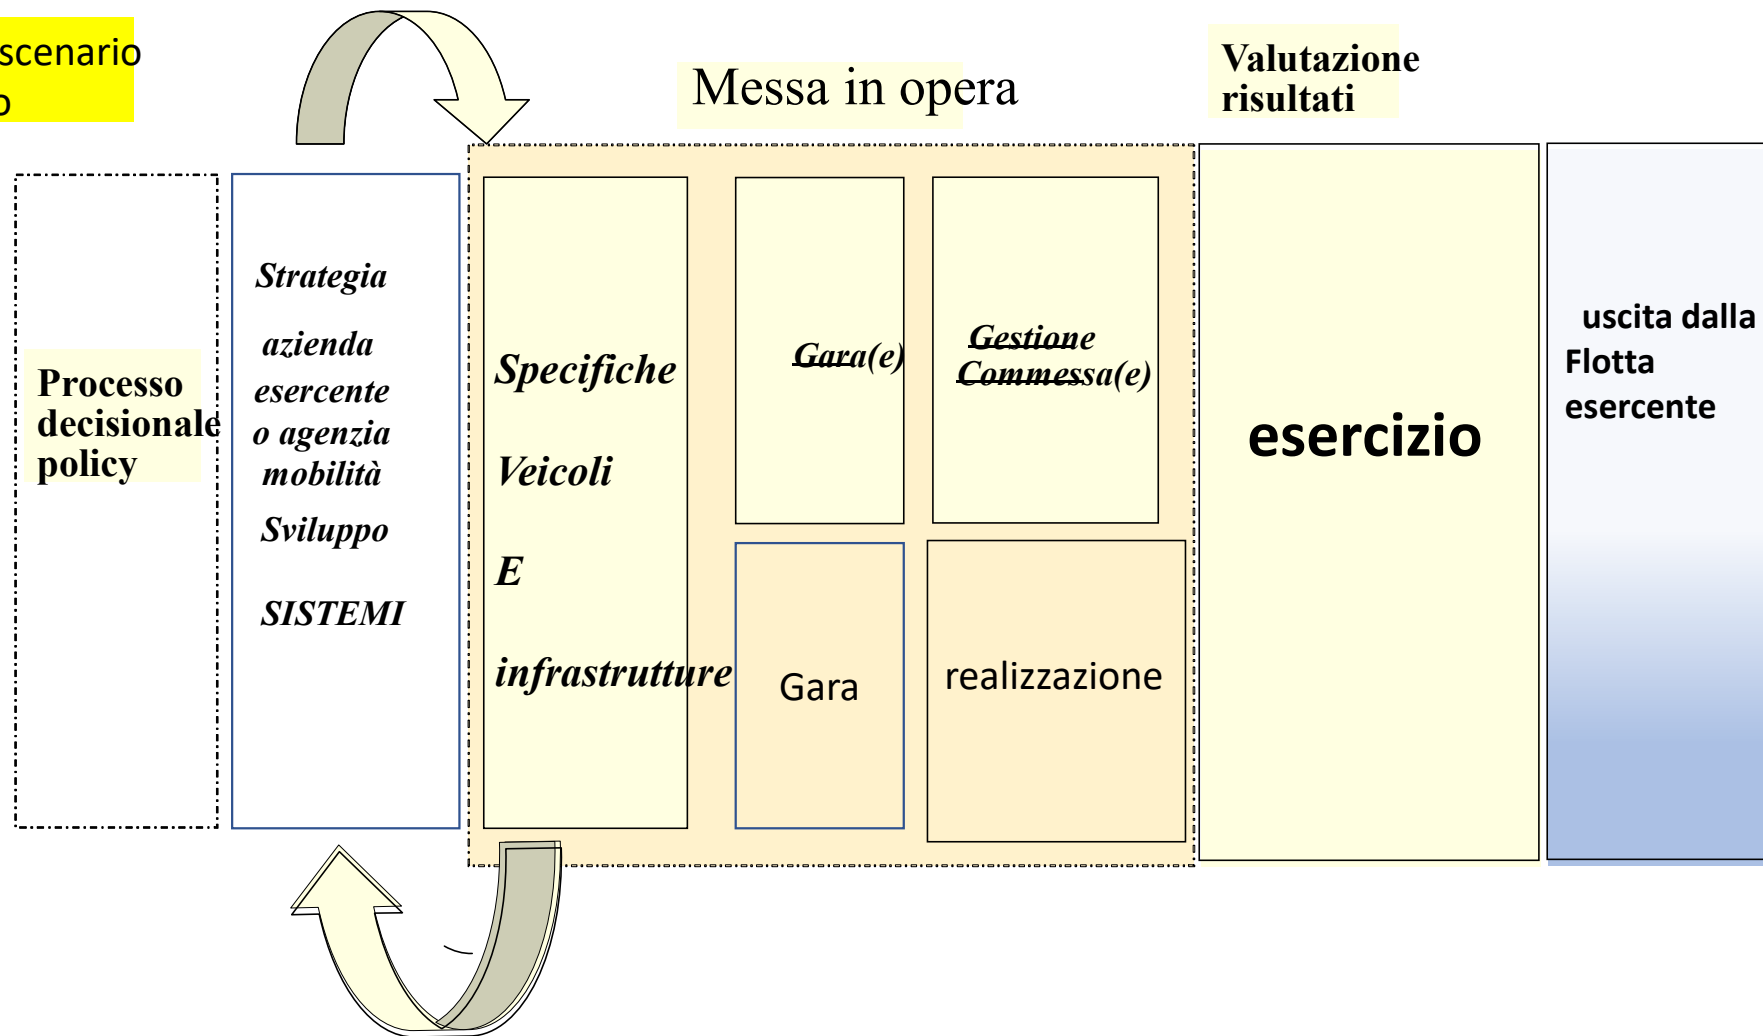 scenario
o
Messa in opera
Valutazione
risultati
Processo
decisionale
policy
Strategia
azienda
esercente
o agenzia
mobilità
Sviluppo
SISTEMI
Specifiche
Veicoli
E
infrastrutture
Gara(e)
Gestione
Commessa(e)
Gara
realizzazione
esercizio
uscita dalla
Flotta
esercente